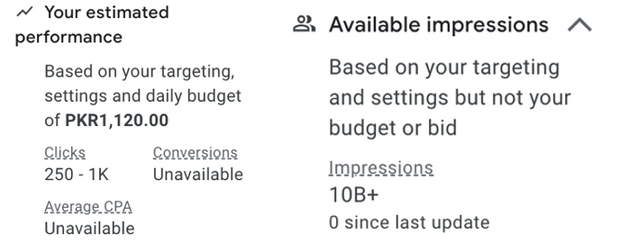 Your estimated
performance
Based on your targeting,
settings and daily budget
of PKR1,120.00
Clicks
250 - 1K
Conversions
Unavailable
Average CPA
Unavailable
Available impressions
Based on your targeting
and settings but not your
budget or bid
Impressions
10B+
0 since last update